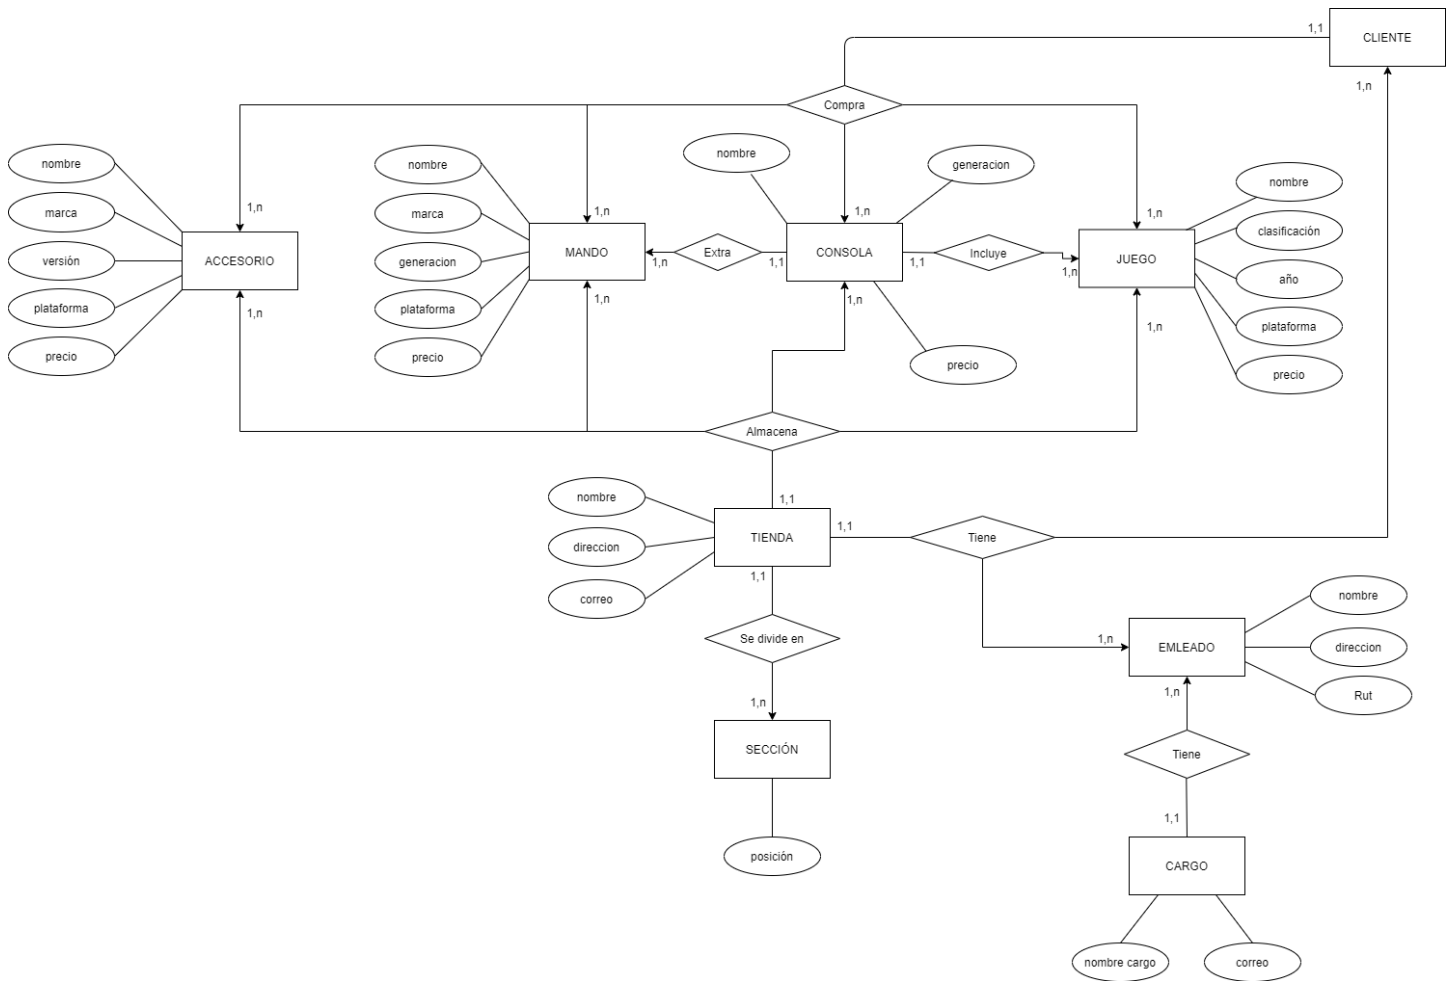 1,1
CLIENTE
1,n
Compra
nombre
generacion
nombre
marca
versión
plataforma
precio
1,n
ACCESORIO
1,n
nombre
marca
generacion
plataforma
precio
1,n
MANDO
1,n
1,n
Extra
1,1
1,n
CONSOLA
1,n
1,1
Incluye
1,n
precio
1,n
JUEGO
1,n
nombre
clasificación
año
plataforma
precio
Almacena
1,1
nombre
direccion
correo
TIENDA
1,1
Tiene
1,1
Se divide en
1,n
SECCIÓN
posición
1,n
EMLEADO
nombre
direccion
Rut
1,n
Tiene
1,1
CARGO
nombre cargo
correo